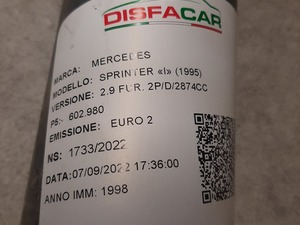 DISFACAR
MARCA: MERCEDES
MODELLO: SPRINTER «I» (1995)
VERSIONE: 2.9 FUR. 2P/D/2874CC
P5:- 602.980
EMISSIONE: EURO 2
NS: 1733/2022
DATA:07/09/2022 17:36:00
ANNO IMM: 1998